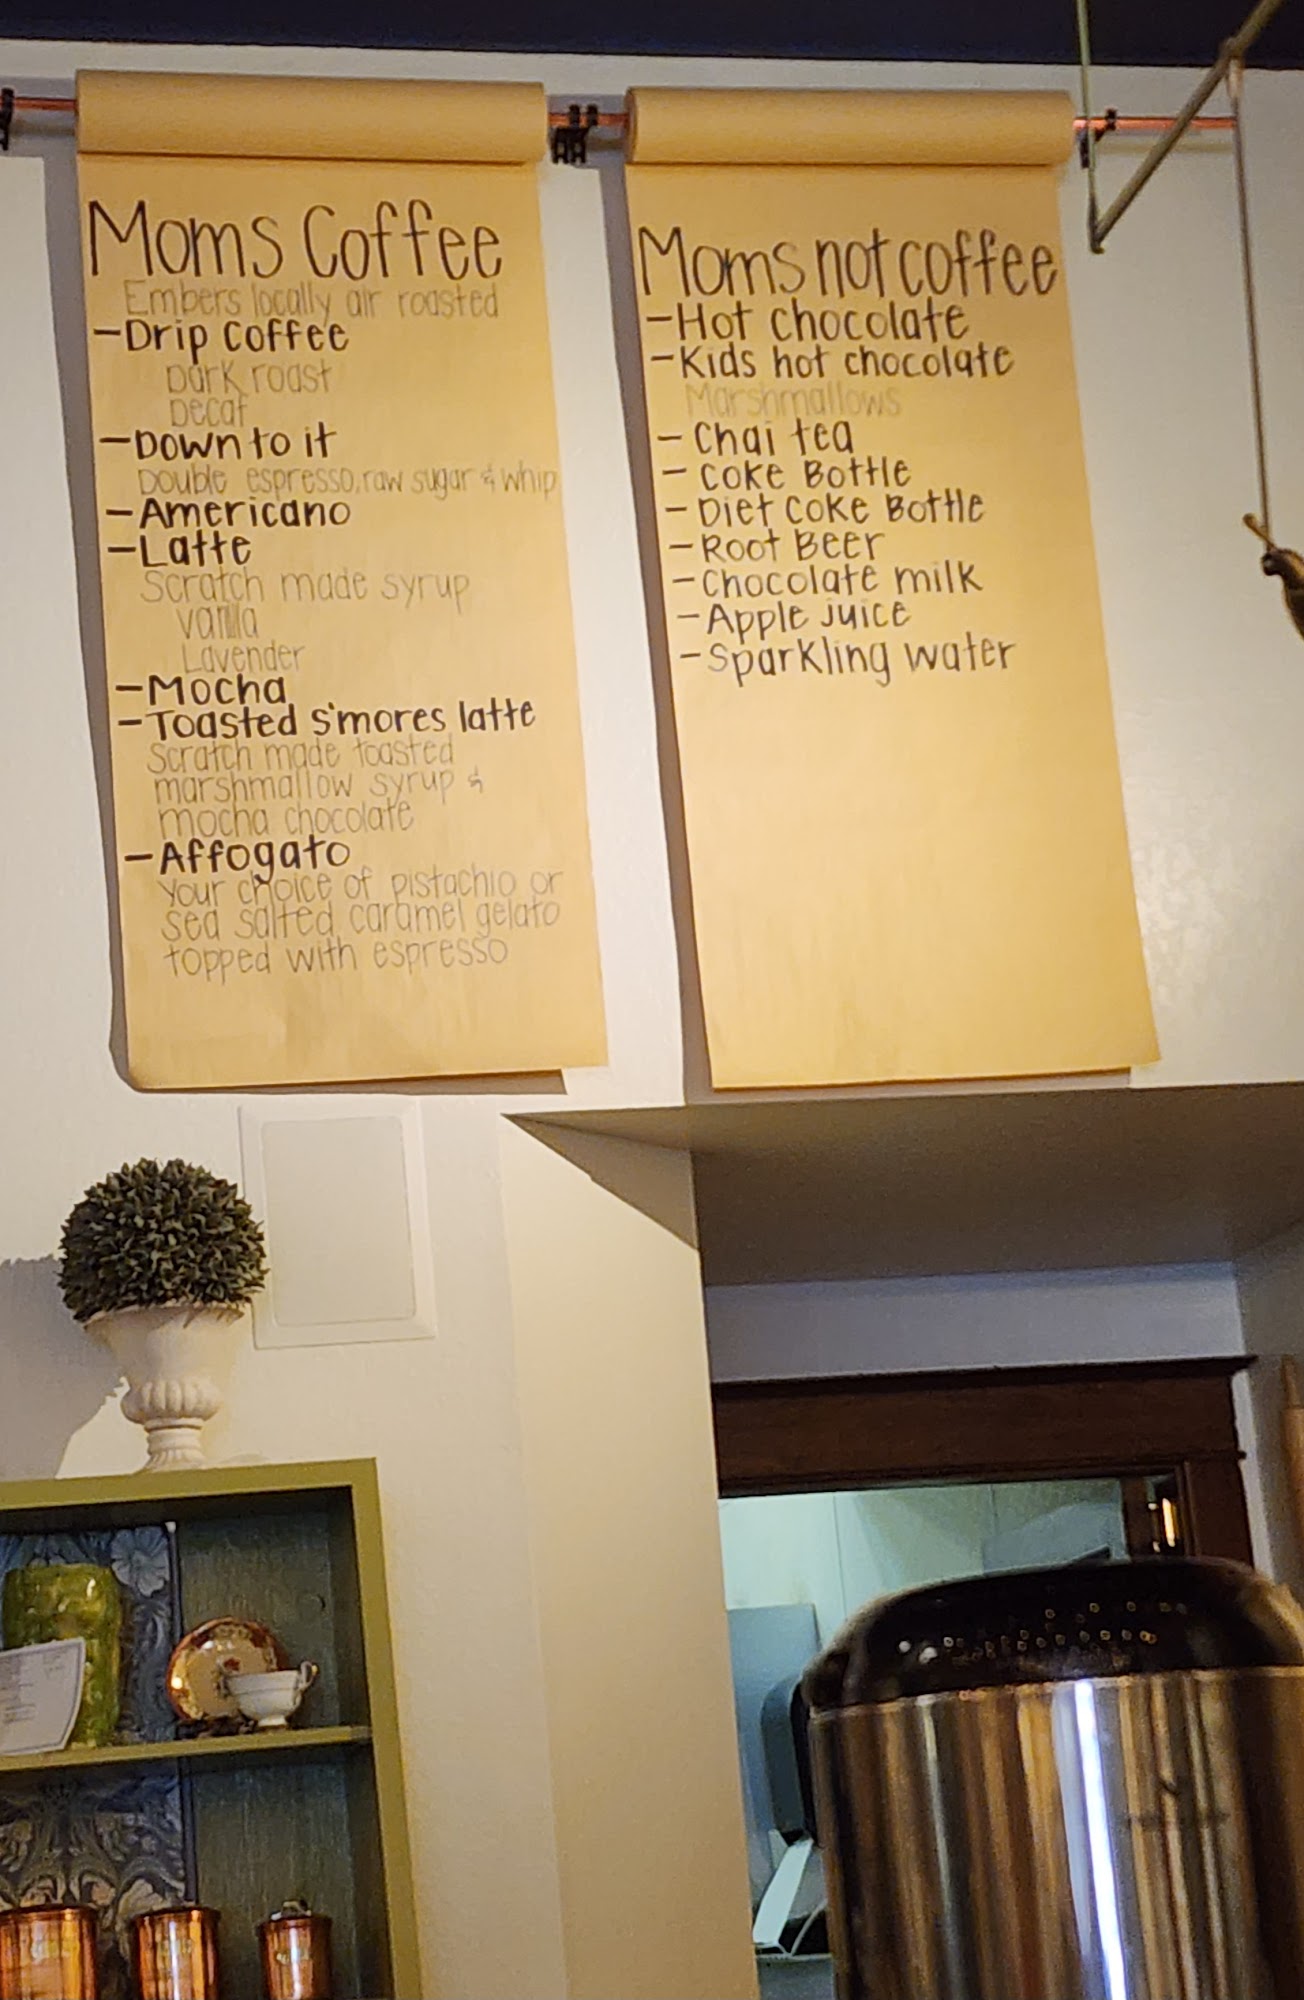 Moms Coffee
Embers locally air roasted
-Drip coffee
Dark roast
Decaf
-Down to it
Double espresso, raw sugar & whip
-Americano
-Latte
Scratch made syrup
vanilla
Lavender
-Mocha
-Toasted s'mores latte
Scratch made toasted
marshmallow syrup &
mocha chocolate
-Affogato
your choice of pistachio or
sea salted caramel gelato
topped with espresso
Moms not coffee
-Hot chocolate
-Kids hot chocolate
Marshmallows
-Chai tea
-Coke Bottle
-Diet Coke Bottle
-Root Beer
-Chocolate milk
-Apple juice
-Sparkling water